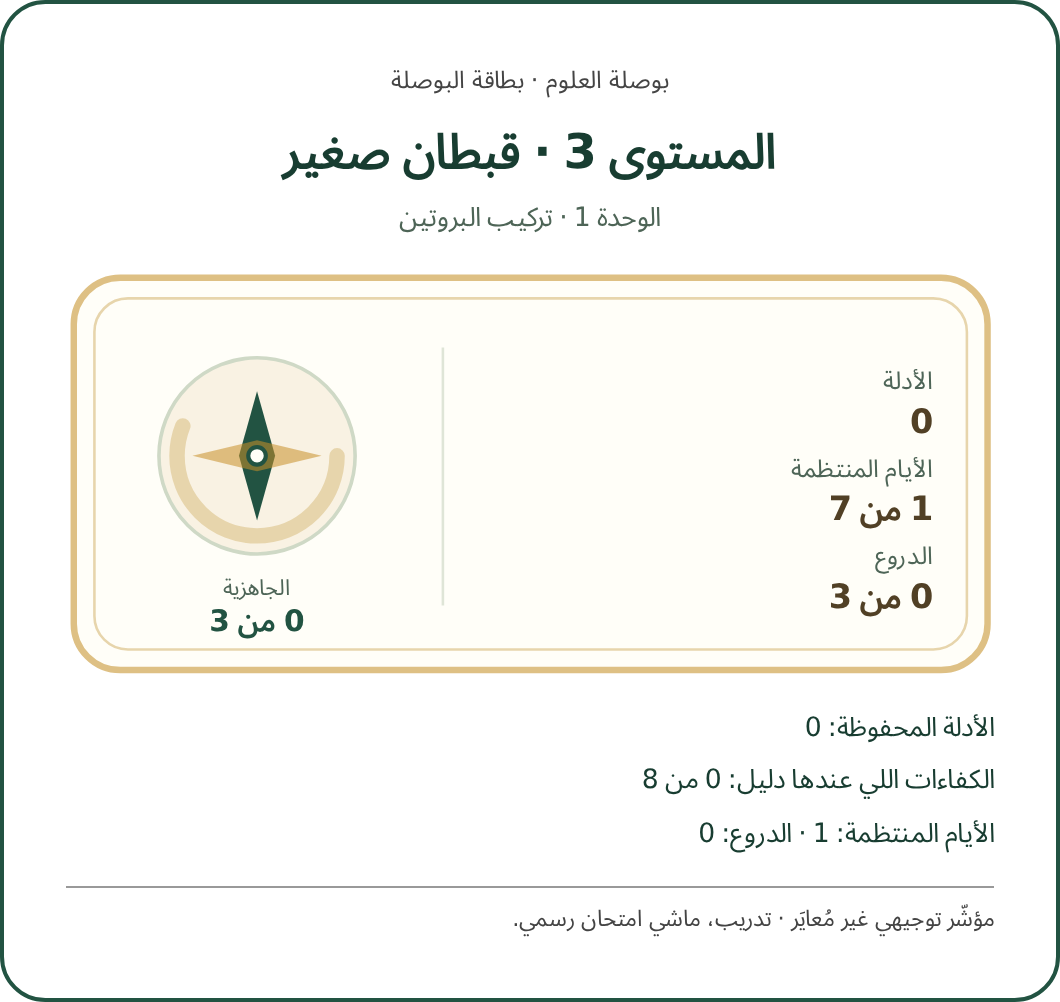 بوصلة العلوم · بطاقة البوصلة
المستوى 3 · قبطان صغير
الوحدة 1 · تركيب البروتين
الأدلة
0
الأيام المنتظمة
1 من 7
الدروع
0 من 3
الجاهزية
0 من 3
الأدلة المحفوظة: 0
الكفاءات اللي عندها دليل: 0 من 8
الأيام المنتظمة: 1 · الدروع: 0
مؤشّر توجيهي غير مُعايَر · تدريب، ماشي امتحان رسمي.